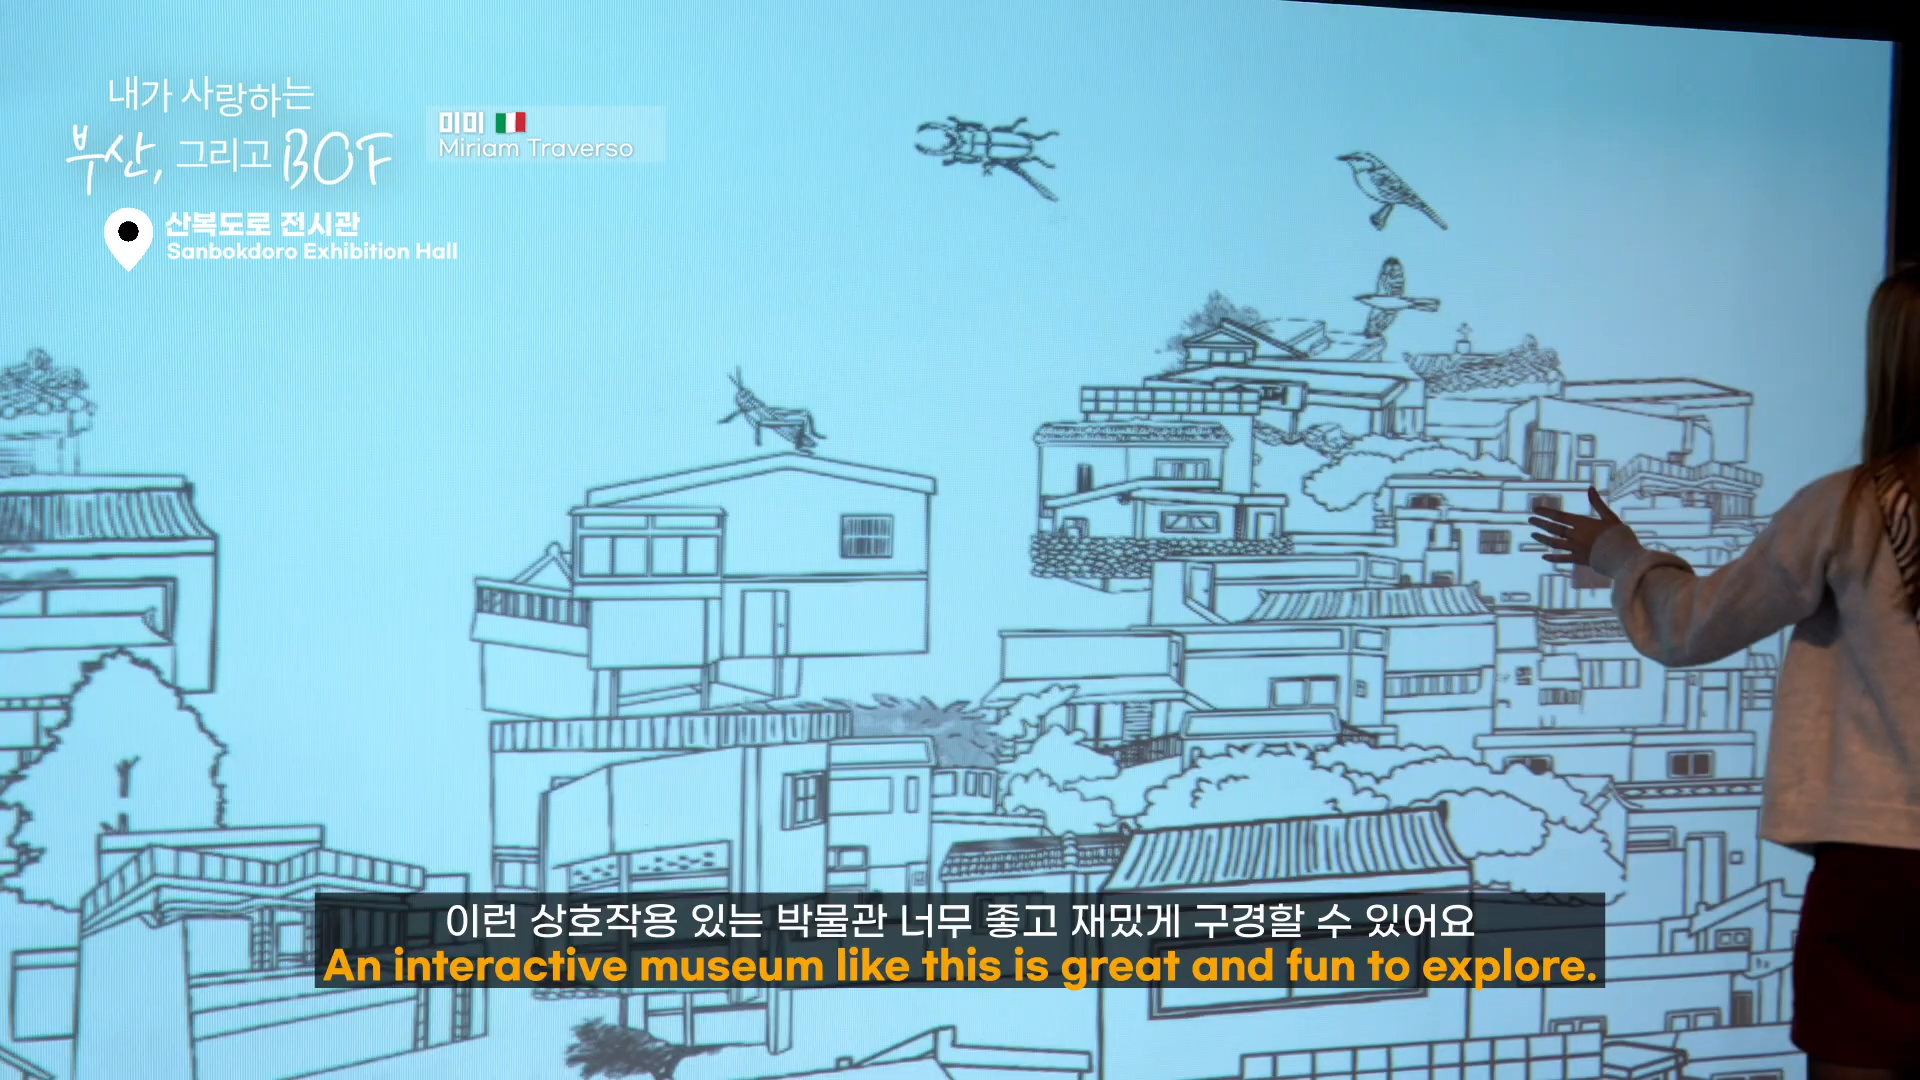 내가 사랑하는
부산, 그리고 BOF
미미
Miriam Traverso
산복도로 전시관
Sanbokdoro Exhibition Hall
이런 상호작용 있는 박물관 너무 좋고 재밌게 구경할 수 있어요
An interactive museum like this is great and fun to explore.